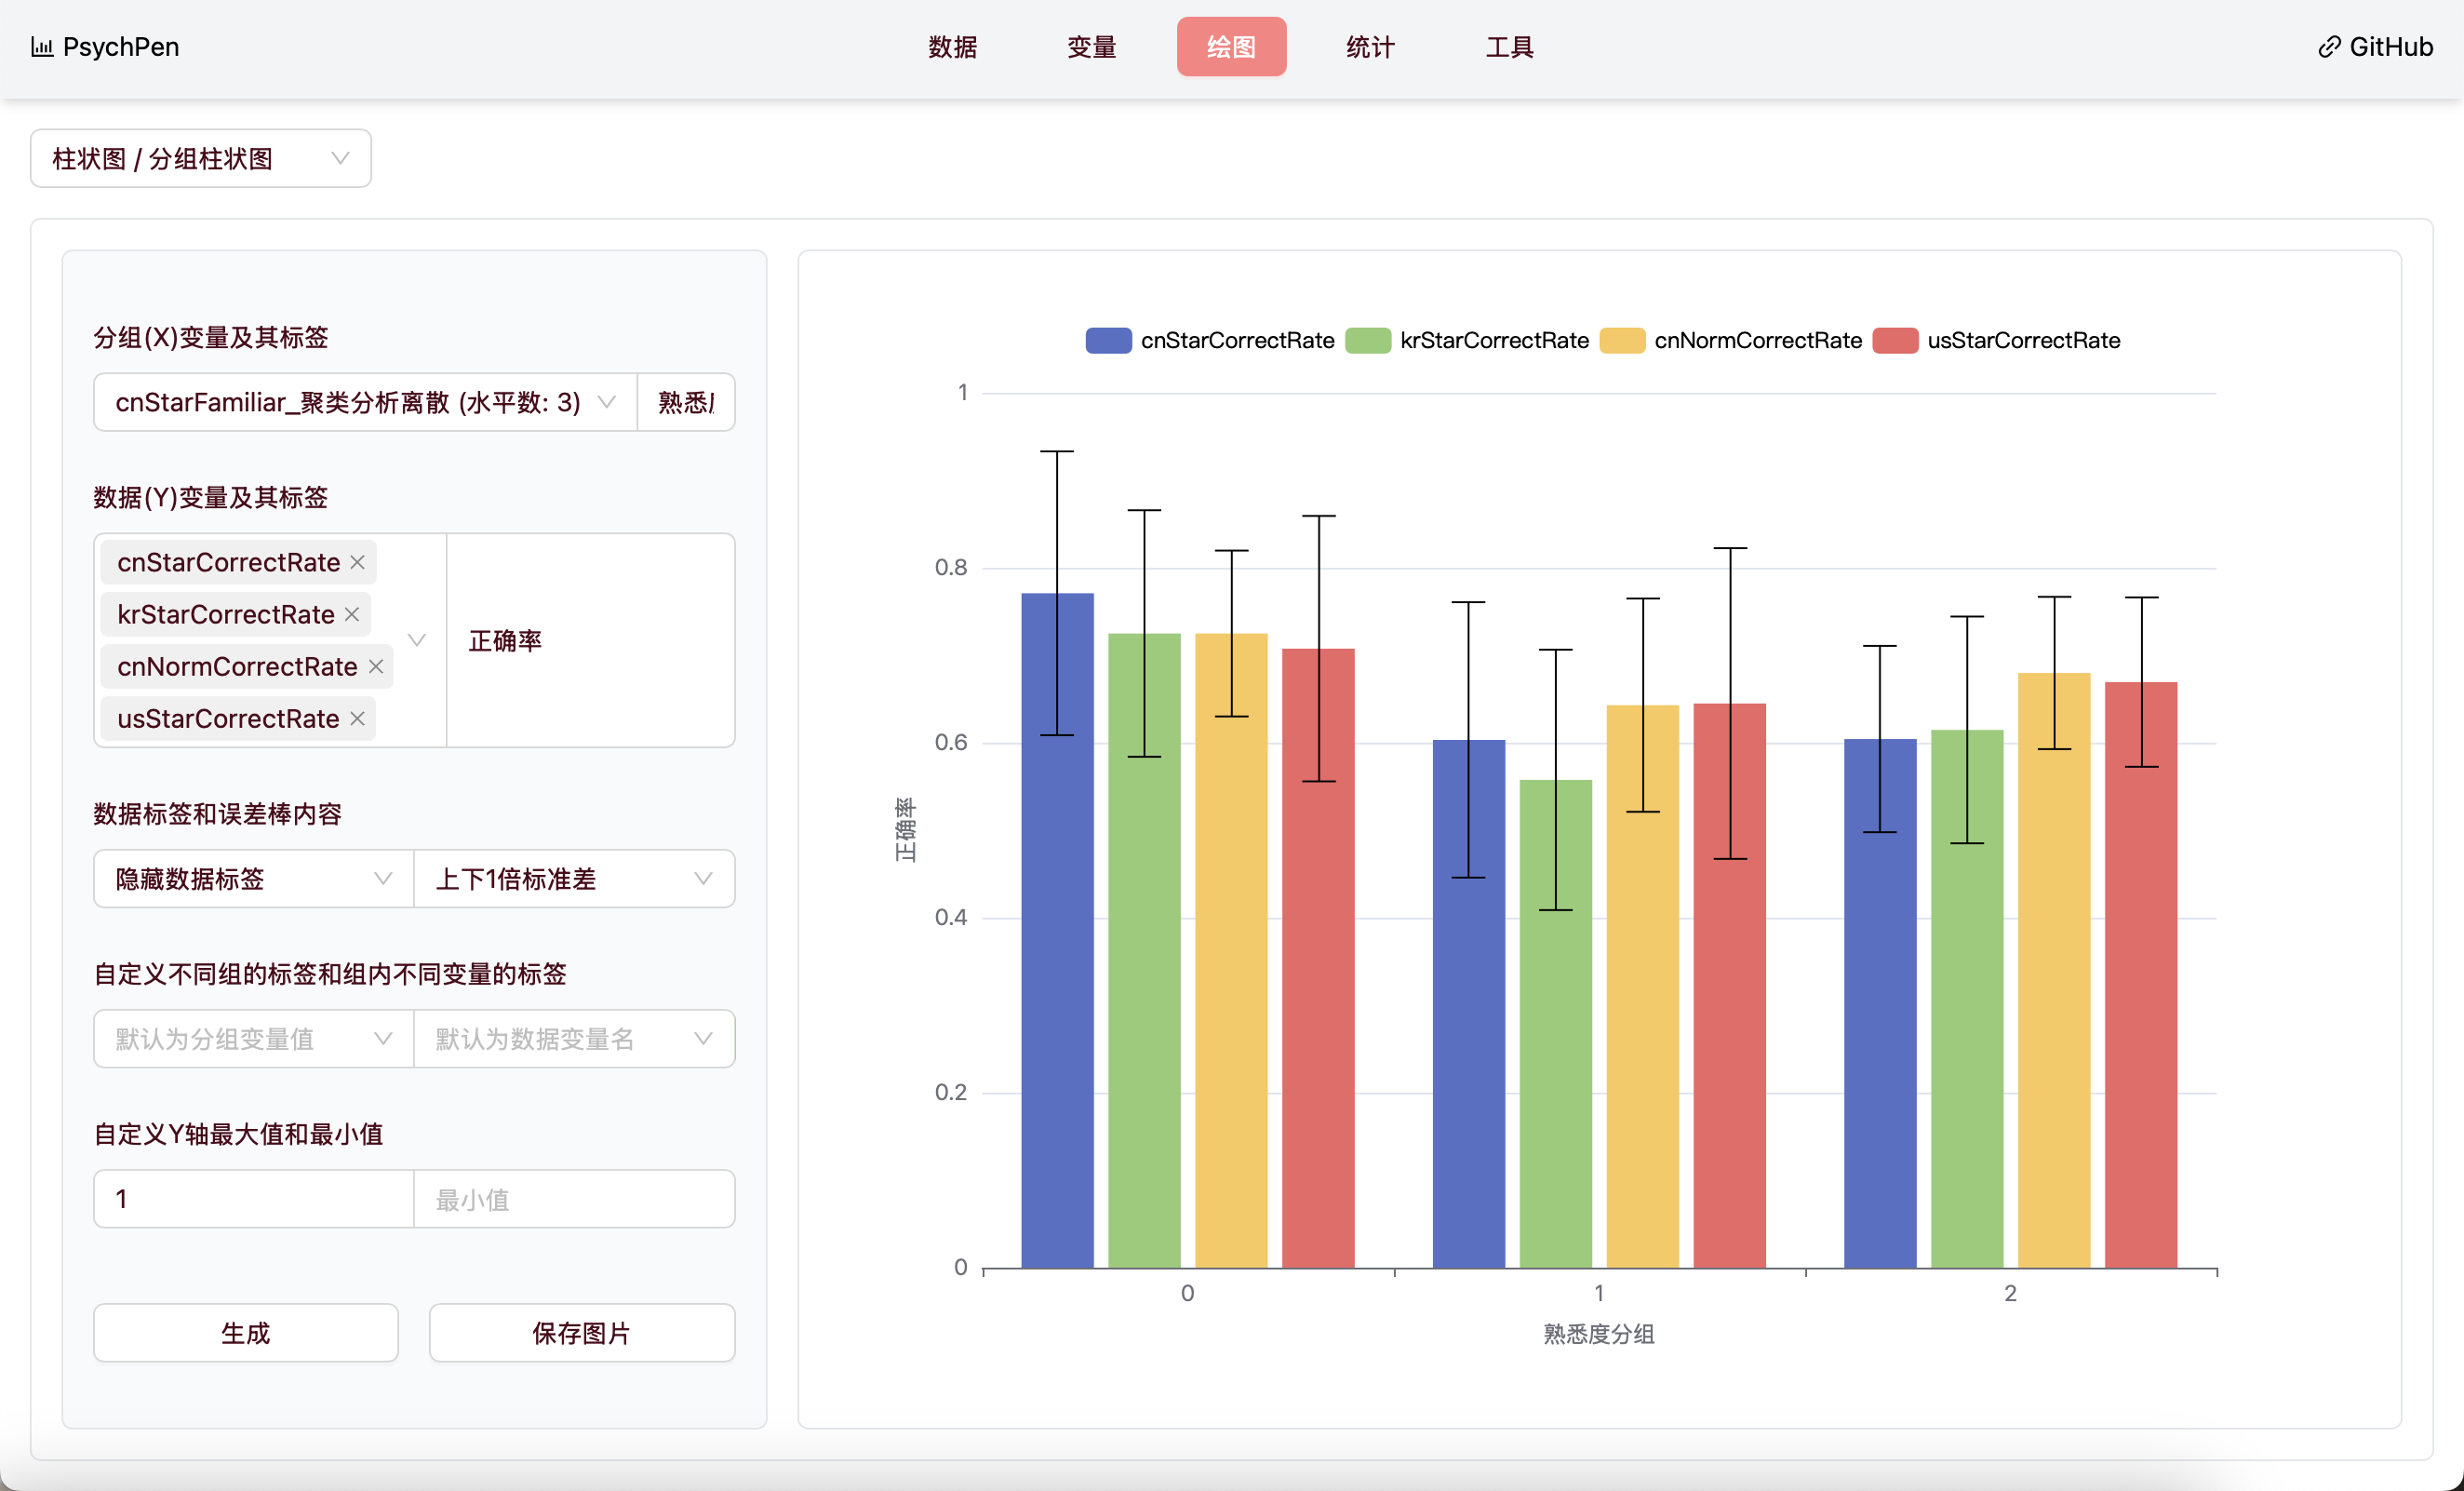 PsychPen
数据
变量
绘图
统计
工具
GitHub
柱状图 / 分组柱状图
分组(X)变量及其标签
cnStarFamiliar_聚类分析离散 (水平数: 3)
熟悉
数据(Y)变量及其标签
cnStarCorrectRate
krStarCorrectRate
cnNormCorrectRate
usStarCorrectRate
正确率
数据标签和误差棒内容
隐藏数据标签
上下1倍标准差
自定义不同组的标签和组内不同变量的标签
默认为分组变量值
默认为数据变量名
自定义Y轴最大值和最小值
1
最小值
生成
保存图片
cnStarCorrectRate
krStarCorrectRate
cnNormCorrectRate
usStarCorrectRate
1
0.8
0.6
0.4
0.2
0
正确率
0
1
2
熟悉度分组